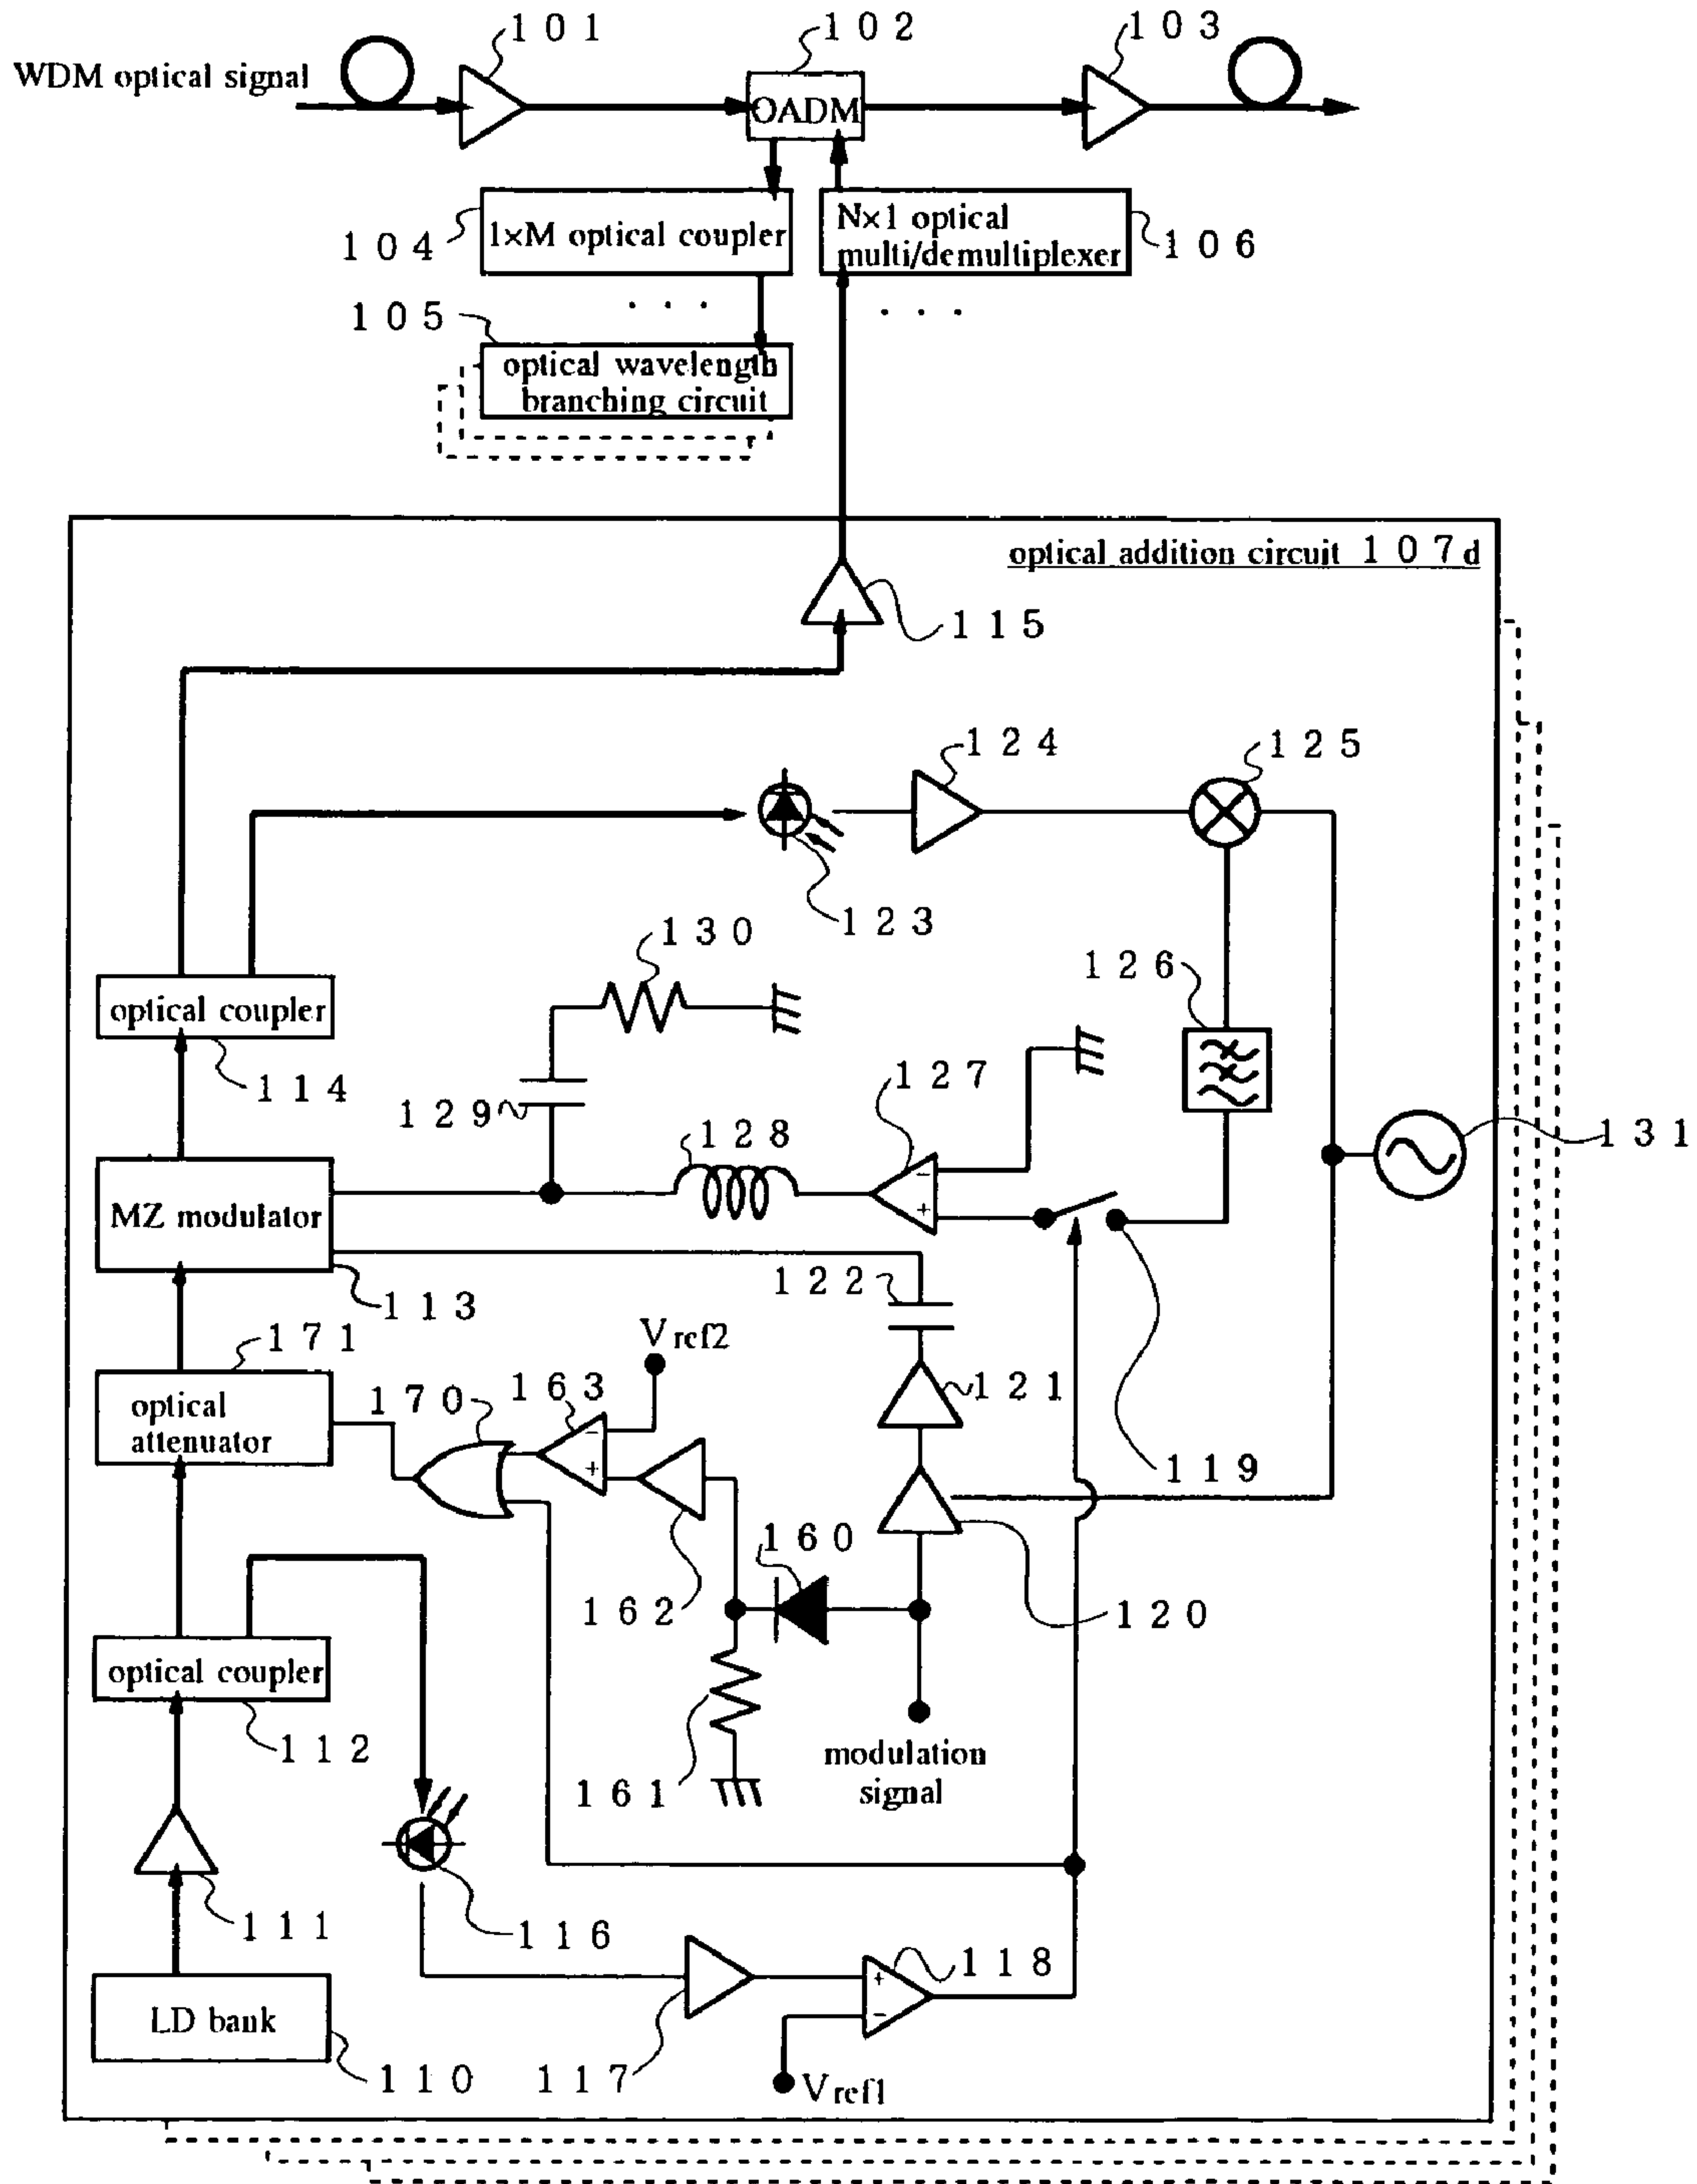 101
102
103
WDM optical signal
OADM
104
1×M optical coupler
N×1 optical
multi/demultiplexer
106
. . .
. . .
105
optical wavelength
branching circuit
optical addition circuit 107d
115
124
125
123
130
126
optical coupler
114
129
127
128
131
-
+
MZ modulator
113
122
171
Vref2
121
119
170
163
optical
attenuator
-
+
160
162
120
optical coupler
112
161
modulation
signal
111
116
118
+
-
LD bank
110
117
Vref1